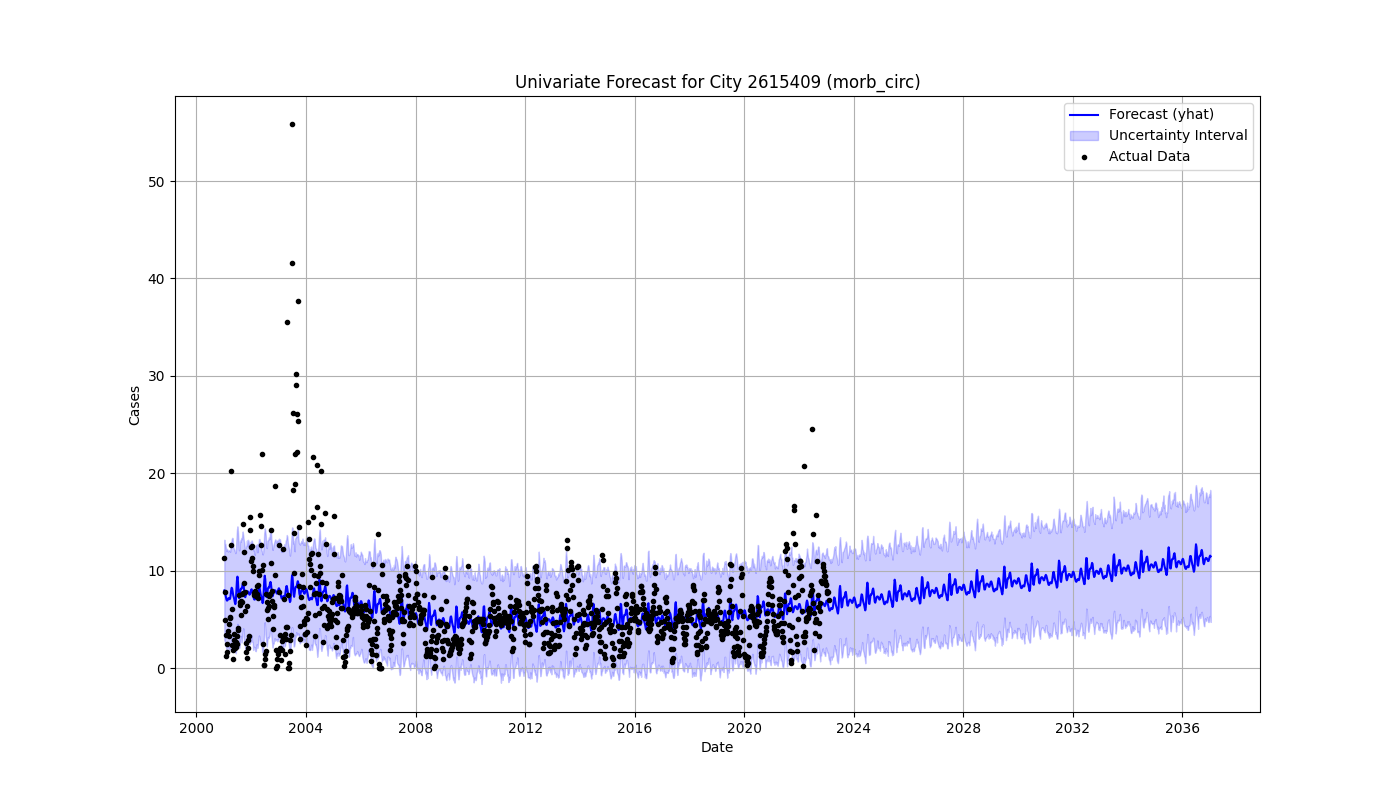 Univariate Forecast for City 2615409 (morb_circ)
Forecast (yhat)
Uncertainty Interval
Actual Data
Cases
50
40
30
20
10
0
2000 2004 2008 2012 2016 2020 2024 2028 2032 2036
Date